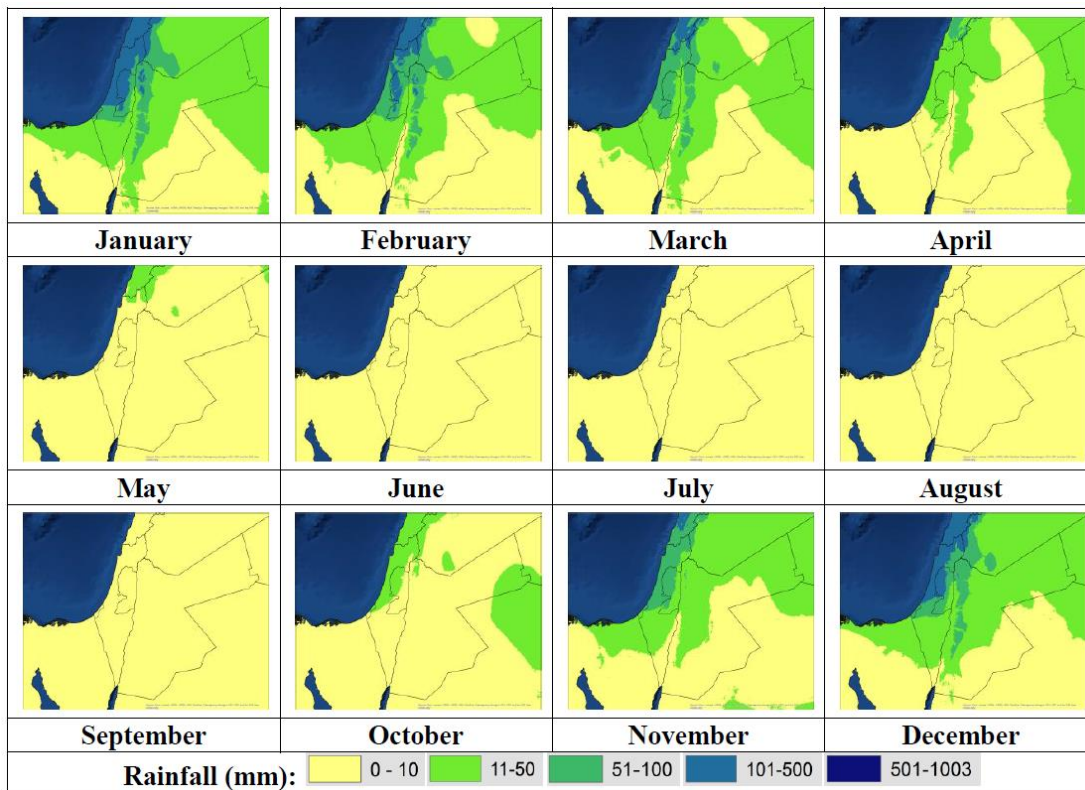 January February March April
May June July August
September October November December
Rainfall (mm): 0 - 10 11-50 51-100 101-500 501-1003